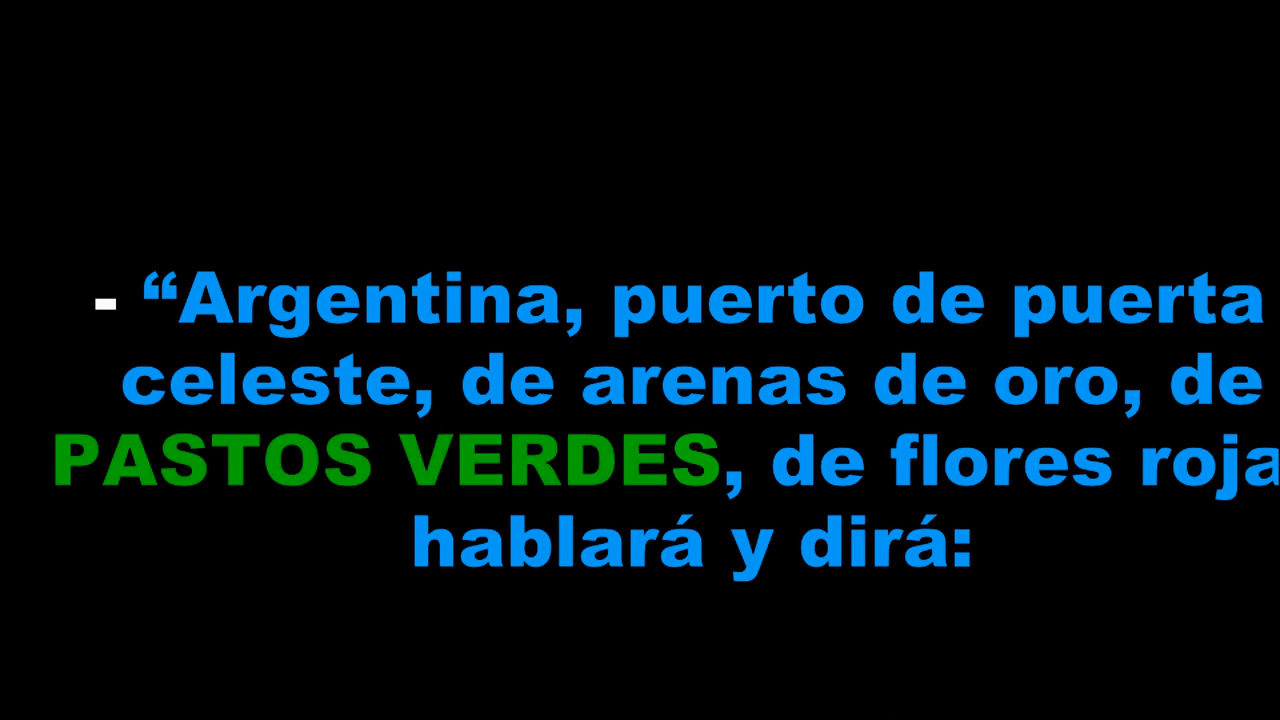 - “Argentina, puerto de puerta
celeste, de arenas de oro, de
PASTOS VERDES, de flores roja
hablará y dirá: